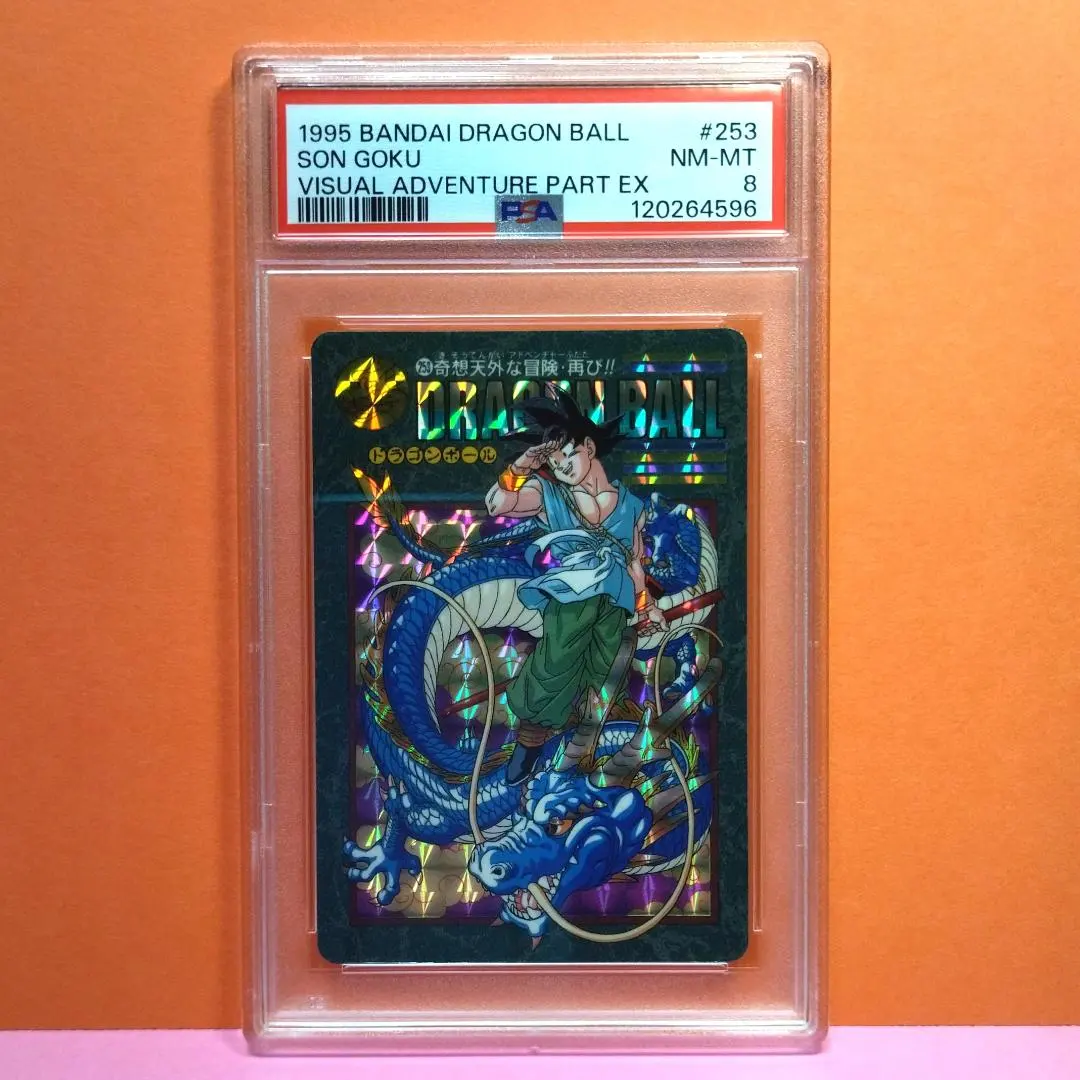 1995 BANDAI DRAGON BALL #253
SON GOKU NM-MT
VISUAL ADVENTURE PART EX 8
PSA 120264596
きそうてんがい アドベンチャー ふたた
253 奇想天外な冒険・再び!!
DRAGON BALL
ドラゴンボール